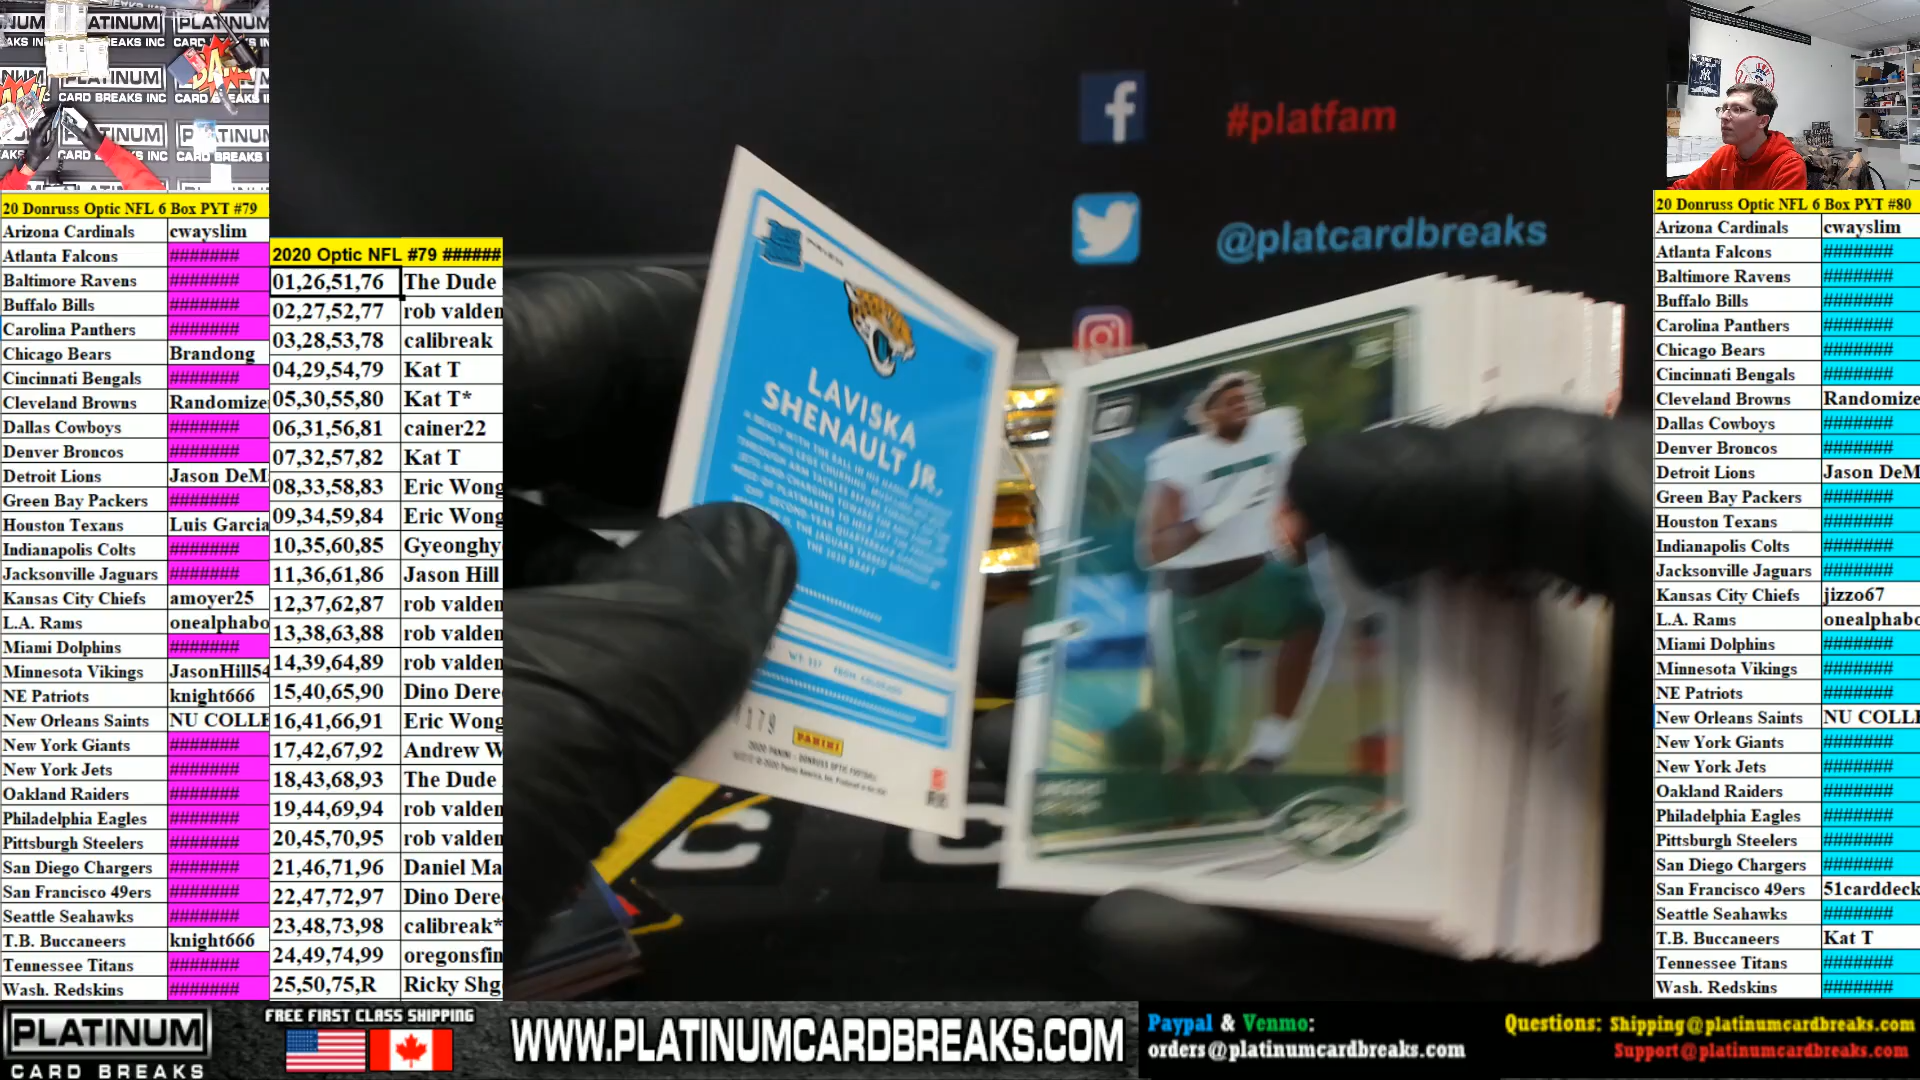 PLATINUM
CARD BREAKS INC
20 Donruss Optic NFL 6 Box PYT #79
Arizona Cardinals cwayslim
Atlanta Falcons #######
Baltimore Ravens #######
Buffalo Bills #######
Carolina Panthers #######
Chicago Bears Brandong
Cincinnati Bengals #######
Cleveland Browns Randomize
Dallas Cowboys #######
Denver Broncos #######
Detroit Lions Jason DeM
Green Bay Packers #######
Houston Texans Luis Garcia
Indianapolis Colts #######
Jacksonville Jaguars #######
Kansas City Chiefs amoyer25
L.A. Rams onealphabo
Miami Dolphins #######
Minnesota Vikings JasonHill54
NE Patriots knight666
New Orleans Saints NU COLLE
New York Giants #######
New York Jets #######
Oakland Raiders #######
Philadelphia Eagles #######
Pittsburgh Steelers #######
San Diego Chargers #######
San Francisco 49ers #######
Seattle Seahawks #######
T.B. Buccaneers knight666
Tennessee Titans #######
Wash. Redskins #######
2020 Optic NFL #79 ######
01,26,51,76 The Dude
02,27,52,77 rob valden
03,28,53,78 calibreak
04,29,54,79 Kat T
05,30,55,80 Kat T*
06,31,56,81 cainer22
07,32,57,82 Kat T
08,33,58,83 Eric Wong
09,34,59,84 Eric Wong
10,35,60,85 Gyeonghy
11,36,61,86 Jason Hill
12,37,62,87 rob valden
13,38,63,88 rob valden
14,39,64,89 rob valden
15,40,65,90 Dino Dere
16,41,66,91 Eric Wong
17,42,67,92 Andrew W
18,43,68,93 The Dude
19,44,69,94 rob valden
20,45,70,95 rob valden
21,46,71,96 Daniel Ma
22,47,72,97 Dino Dere
23,48,73,98 calibreak*
24,49,74,99 oregonsfin
25,50,75,R Ricky Shg
#platfam
@platcardbreaks
LAVISKA
SHENAULT JR.
THE 2020 DRAFT
PANINI
2020 PANINI - DONRUSS OPTIC FOOTBALL
20 Donruss Optic NFL 6 Box PYT #80
Arizona Cardinals cwayslim
Atlanta Falcons #######
Baltimore Ravens #######
Buffalo Bills #######
Carolina Panthers #######
Chicago Bears #######
Cincinnati Bengals #######
Cleveland Browns Randomize
Dallas Cowboys #######
Denver Broncos #######
Detroit Lions Jason DeM
Green Bay Packers #######
Houston Texans #######
Indianapolis Colts #######
Jacksonville Jaguars #######
Kansas City Chiefs jizzo67
L.A. Rams onealphabo
Miami Dolphins #######
Minnesota Vikings #######
NE Patriots #######
New Orleans Saints NU COLLE
New York Giants #######
New York Jets #######
Oakland Raiders #######
Philadelphia Eagles #######
Pittsburgh Steelers #######
San Diego Chargers #######
San Francisco 49ers 51carddeck
Seattle Seahawks #######
T.B. Buccaneers Kat T
Tennessee Titans #######
Wash. Redskins #######
PLATINUM
CARD BREAKS
FREE FIRST CLASS SHIPPING
WWW.PLATINUMCARDBREAKS.COM
Paypal & Venmo:
orders@platinumcardbreaks.com
Questions: Shipping@platinumcardbreaks.com
Support@platinumcardbreaks.com